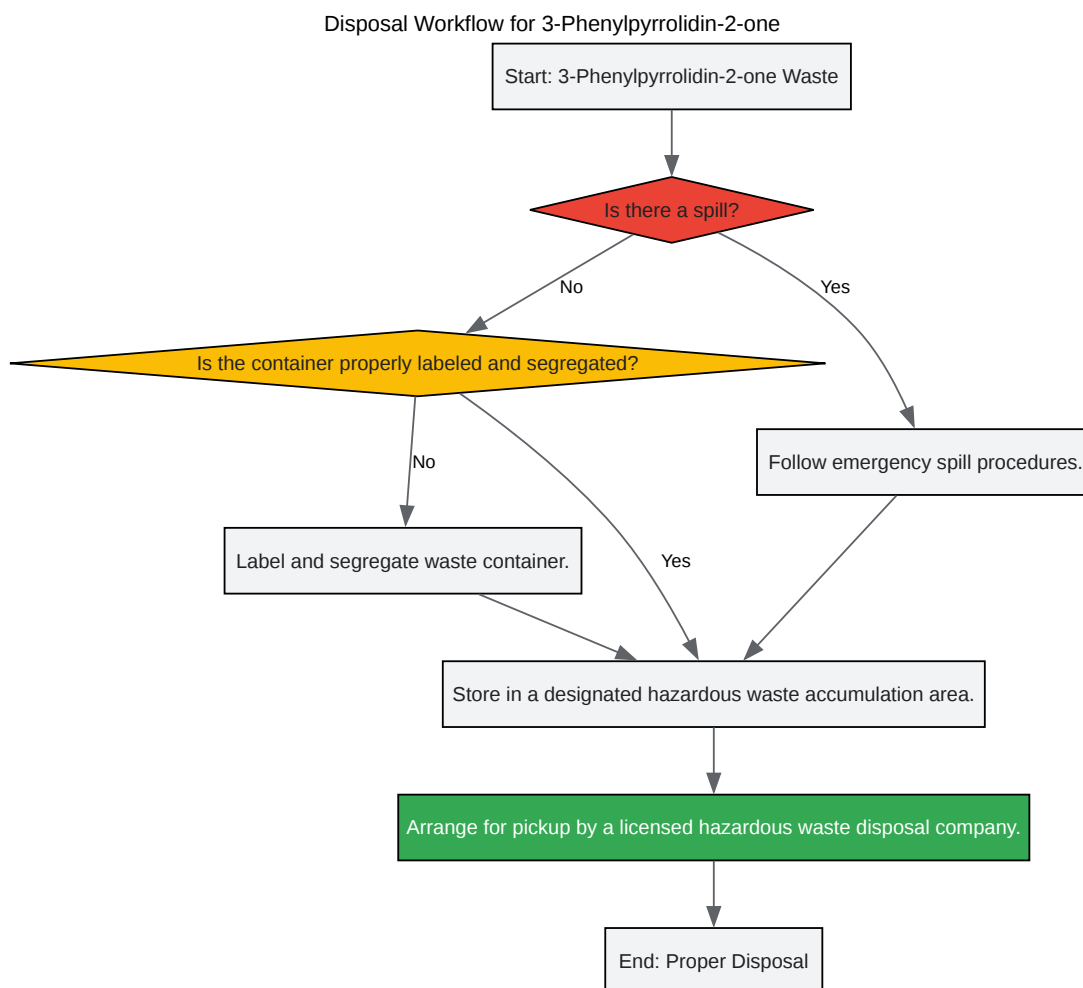 Disposal Workflow for 3-Phenylpyrrolidin-2-one
Start: 3-Phenylpyrrolidin-2-one Waste
Is there a spill?
No
Yes
Is the container properly labeled and segregated?
No
Follow emergency spill procedures.
Label and segregate waste container.
Yes
Store in a designated hazardous waste accumulation area.
Arrange for pickup by a licensed hazardous waste disposal company.
End: Proper Disposal